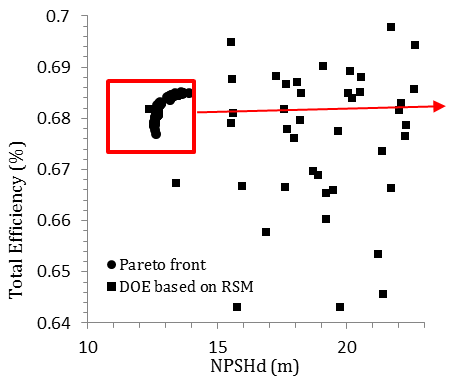 0.7
0.69
0.68
0.67
0.66
0.65
0.64
Total Efficiency (%)
Pareto front
DOE based on RSM
10
15
20
NPSHd (m)